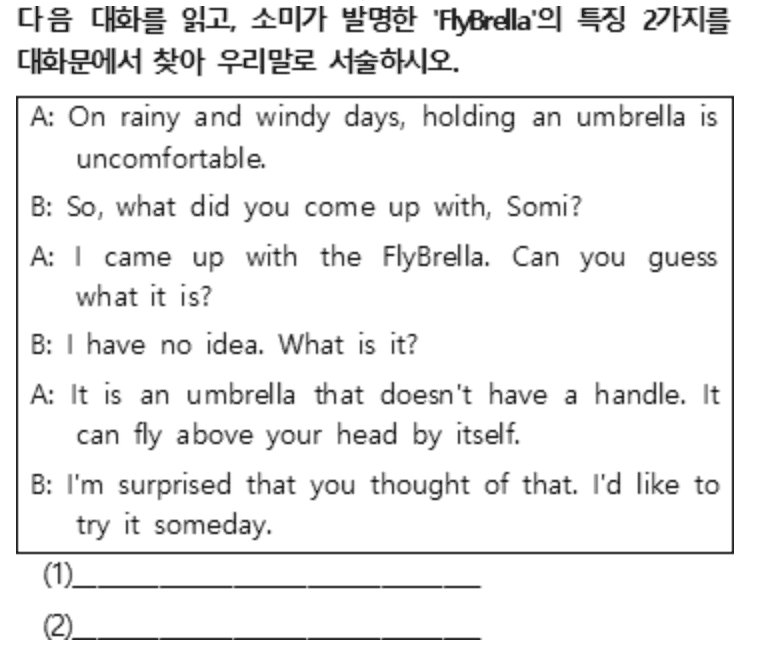 다음 대화를 읽고, 소미가 발명한 'FlyBrella'의 특징 2가지를
대화문에서 찾아 우리말로 서술하시오.
A: On rainy and windy days, holding an umbrella is
uncomfortable.
B: So, what did you come up with, Somi?
A: I came up with the FlyBrella. Can you guess
what it is?
B: I have no idea. What is it?
A: It is an umbrella that doesn't have a handle. It
can fly above your head by itself.
B: I'm surprised that you thought of that. I'd like to
try it someday.
(1)
(2)